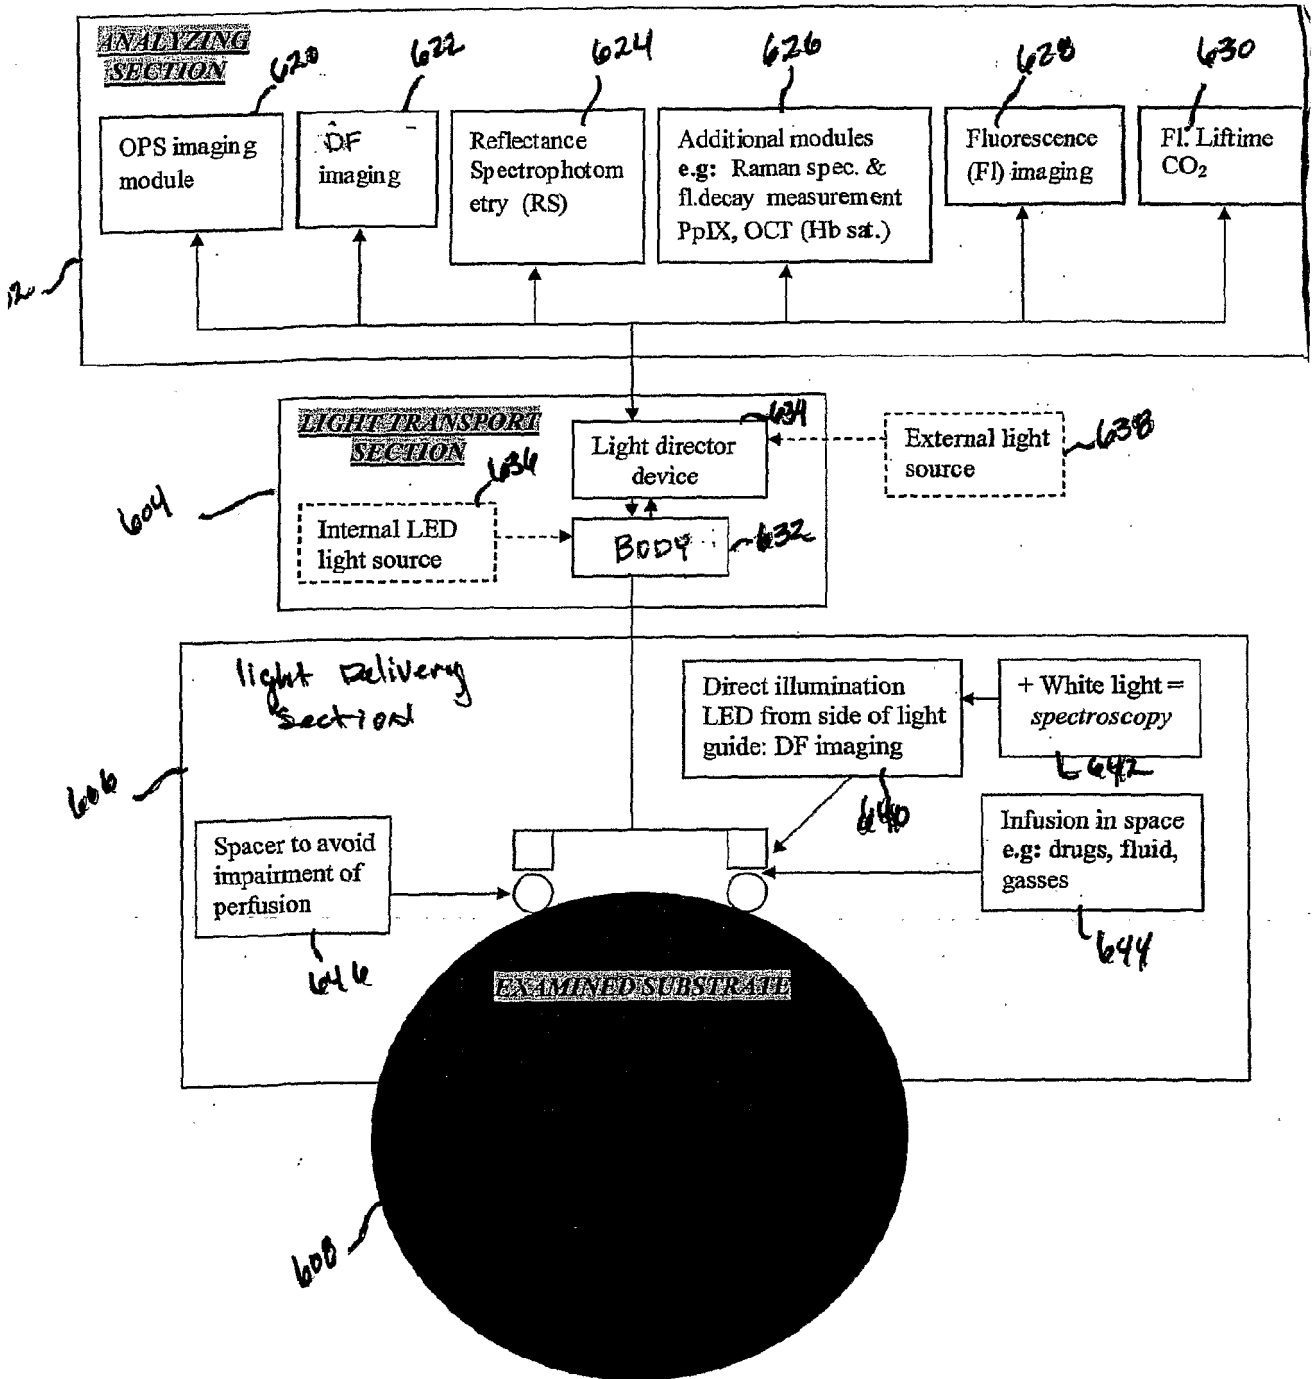 ANALYZING
SECTION
620
622
624
626
628
630
OPS imaging
module
DF
imaging
Reflectance
Spectrophotom
etry (RS)
Additional modules
e.g: Raman spec. &
fl.decay measurement
PpIX, OCT (Hb sat.)
Fluorescence
(Fl) imaging
Fl. Liftime
CO₂
LIGHT TRANSPORT
SECTION
634
Light director
device
External light
source
638
636
604
Internal LED
light source
BODY
632
light Delivery
Section
Direct illumination
LED from side of light
guide: DF imaging
+ White light =
spectroscopy
642
606
640
Spacer to avoid
impairment of
perfusion
Infusion in space
e.g: drugs, fluid,
gasses
646
644
EXAMINED SUBSTRATE
608